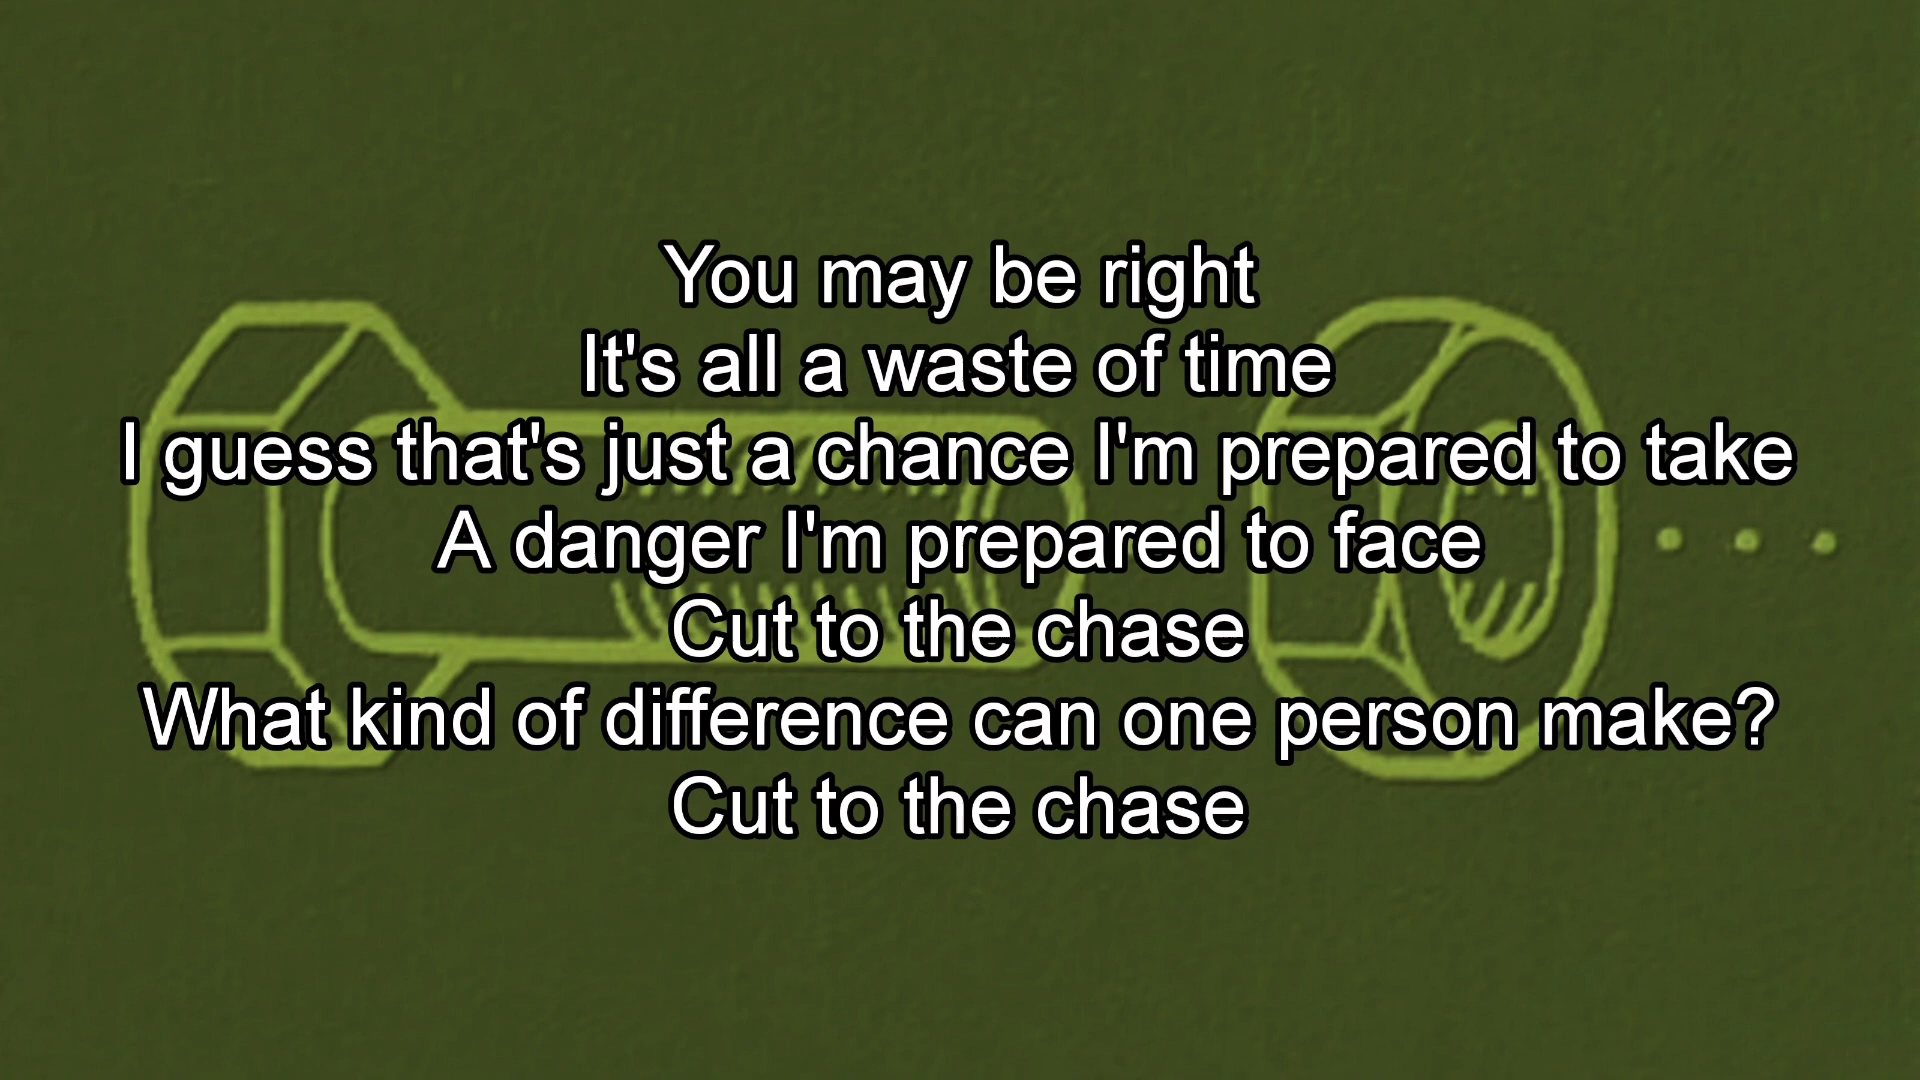 You may be right
It's all a waste of time
I guess that's just a chance I'm prepared to take
A danger I'm prepared to face
Cut to the chase
What kind of difference can one person make?
Cut to the chase